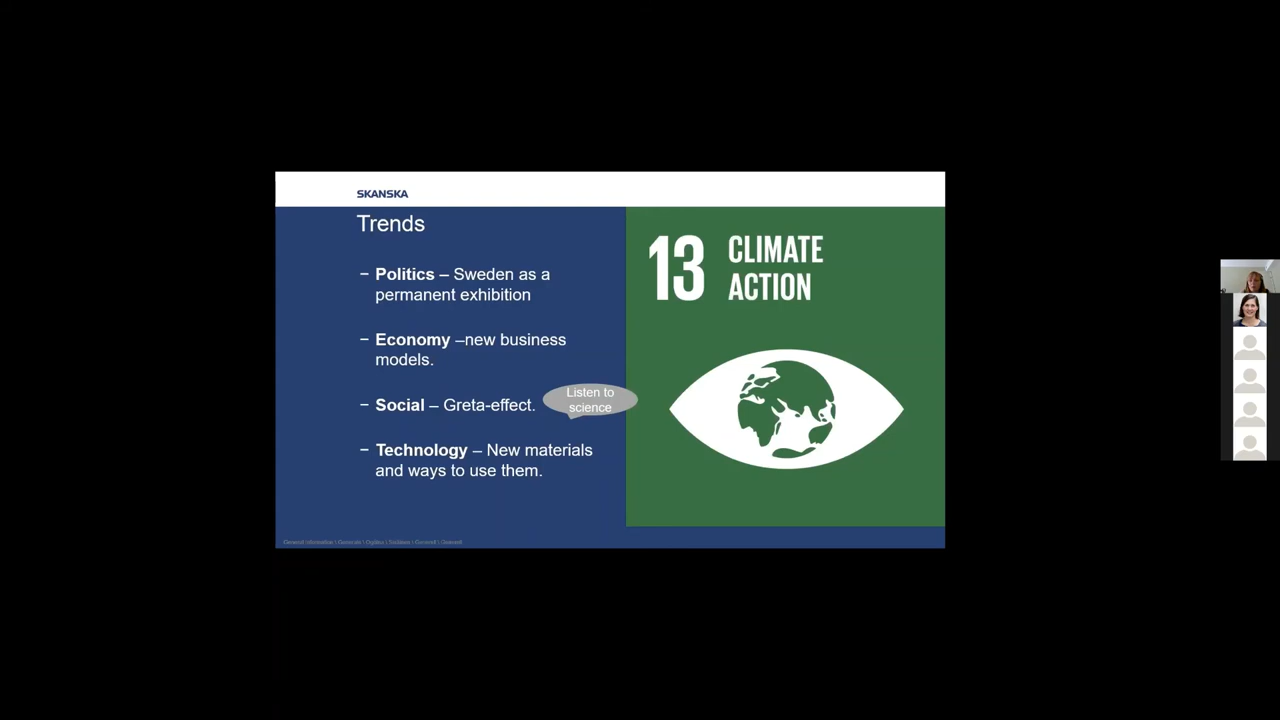 SKANSKA
Trends
– Politics – Sweden as a
permanent exhibition
– Economy –new business
models.
– Social – Greta-effect.
Listen to
science
– Technology – New materials
and ways to use them.
13 CLIMATE
ACTION